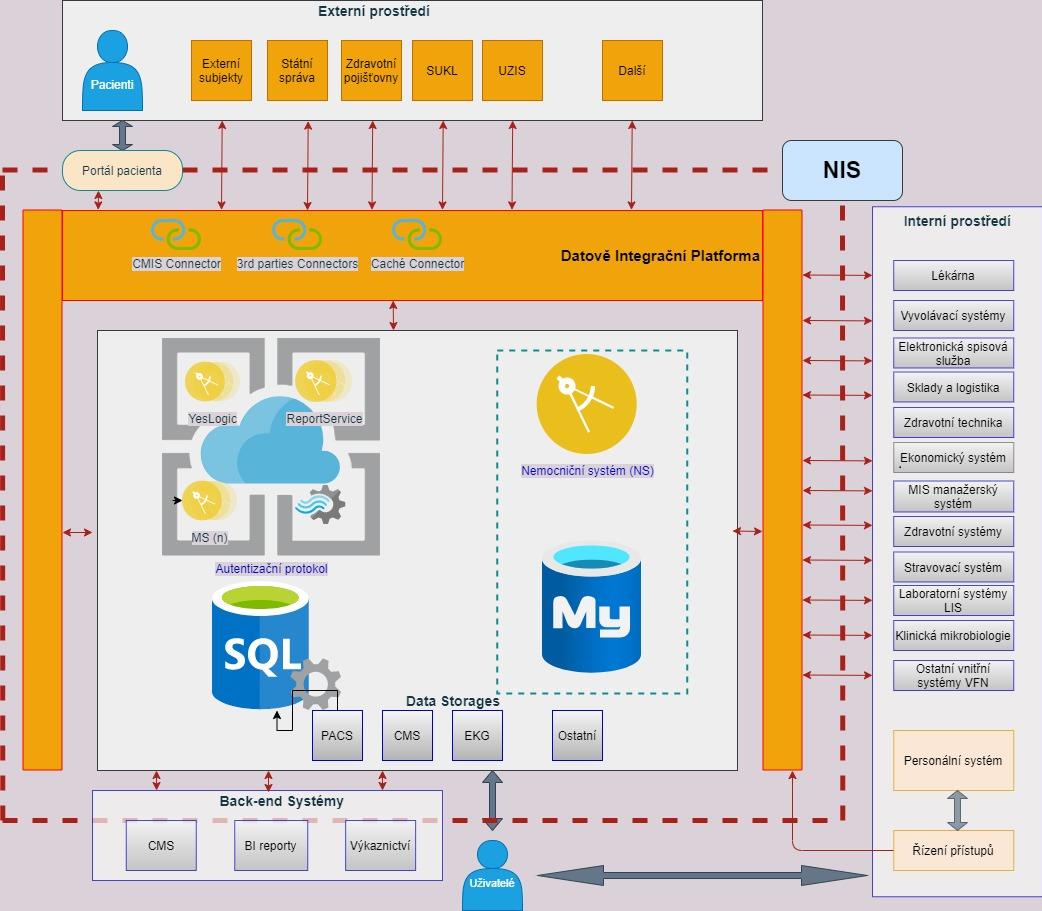 Externí prostředí
Pacienti
Externí
subjekty
Státní
správa
Zdravotní
pojišťovny
SUKL
UZIS
Další
Portál pacienta
NIS
CMIS Connector
3rd parties Connectors
Caché Connector
Datově Integrační Platforma
Interní prostředí
Lékárna
Vyvolávací systémy
Elektronická spisová
služba
Sklady a logistika
Zdravotní technika
Ekonomický systém
.
MIS manažerský
systém
Zdravotní systémy
Stravovací systém
Laboratorní systémy
LIS
Klinická mikrobiologie
Ostatní vnitřní
systémy VFN
Personální systém
Řízení přístupů
YesLogic
ReportService
MS (n)
Autentizační protokol
SQL
Nemocniční systém (NS)
My
Data Storages
PACS
CMS
EKG
Ostatní
Back-end Systémy
CMS
BI reporty
Výkaznictví
Uživatelé